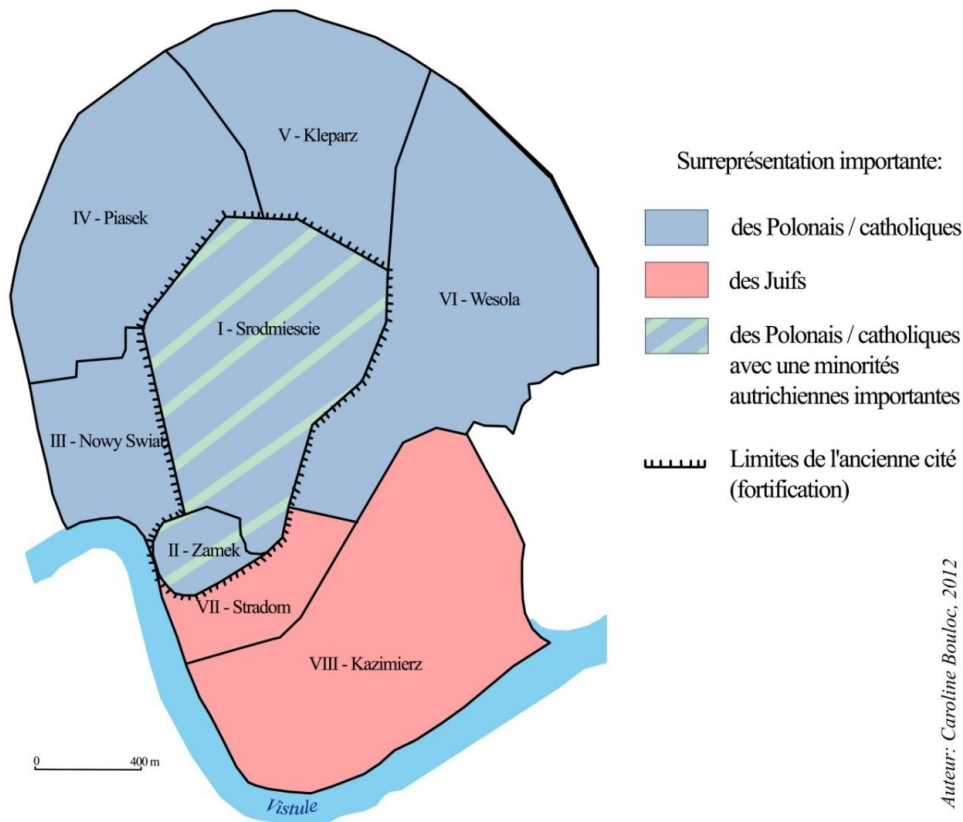 V - Kleparz
IV - Piasek
VI - Wesola
I - Srodmiescie
III - Nowy Swiat
II - Zamek
VII - Stradom
VIII - Kazimierz
0
400 m
Vistule
Surreprésentation importante:
des Polonais / catholiques
des Juifs
des Polonais / catholiques
avec une minorités
autrichiennes importantes
Limites de l'ancienne cité
(fortification)
Auteur: Caroline Bouloc, 2012